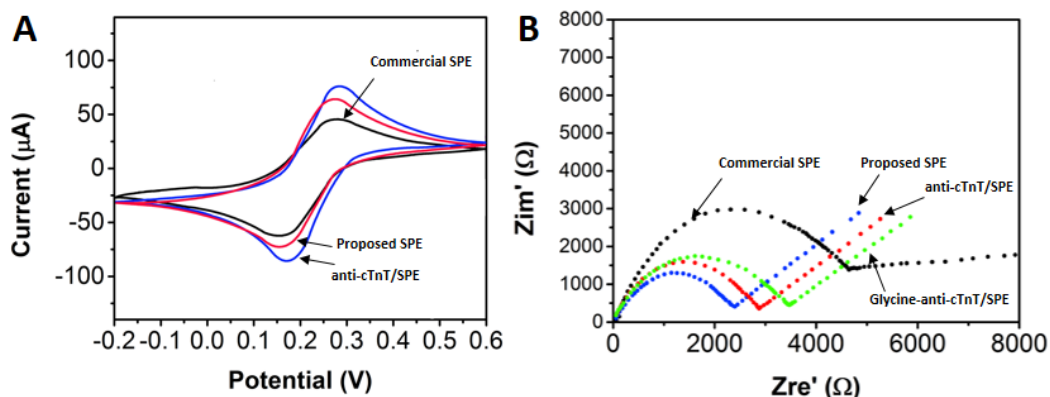 A
Current (μA)
100
50
0
-50
-100
Commercial SPE
Proposed SPE
anti-cTnT/SPE
-0.2 -0.1 0.0 0.1 0.2 0.3 0.4 0.5 0.6
Potential (V)
B
Zim' (Ω)
8000
7000
6000
5000
4000
3000
2000
1000
0
Commercial SPE
Proposed SPE
anti-cTnT/SPE
Glycine-anti-cTnT/SPE
0 2000 4000 6000 8000
Zre' (Ω)